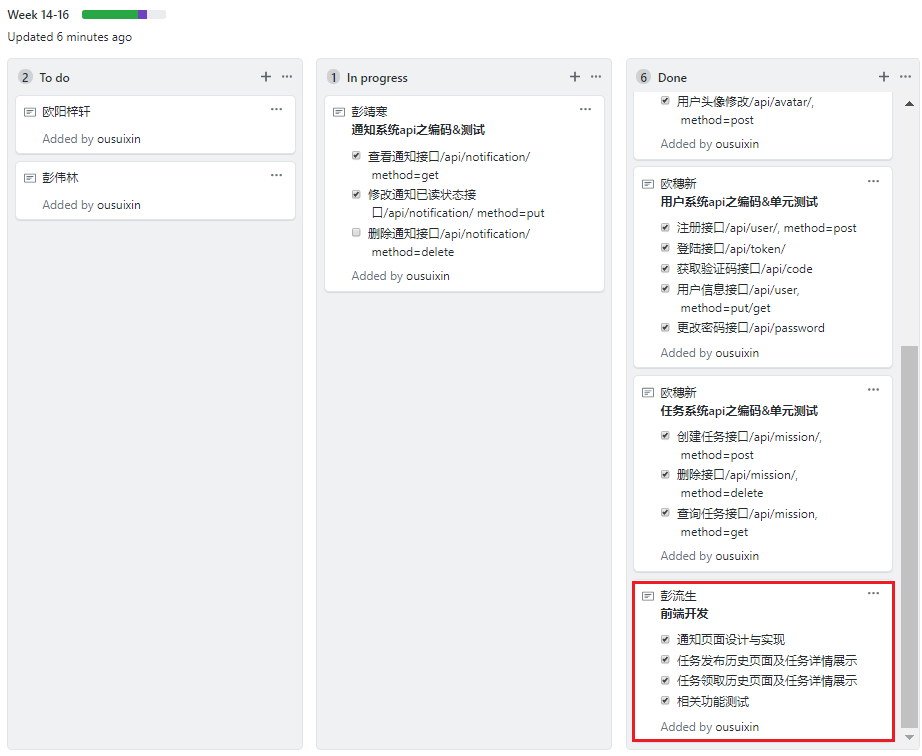 Week 14-16
Updated 6 minutes ago
2 To do
欧阳梓轩
Added by ousuixin
彭伟林
Added by ousuixin
1 In progress
彭靖寒
通知系统api之编码&测试
查看通知接口/api/notification/
method=get
修改通知已读状态接
口/api/notification/ method=put
删除通知接口/api/notification/
method=delete
Added by ousuixin
6 Done
用户头像修改/api/avatar/,
method=post
Added by ousuixin
欧穗新
用户系统api之编码&单元测试
注册接口/api/user/, method=post
登陆接口/api/token/
获取验证码接口/api/code
用户信息接口/api/user,
method=put/get
更改密码接口/api/password
Added by ousuixin
欧穗新
任务系统api之编码&单元测试
创建任务接口/api/mission/,
method=post
删除接口/api/mission/,
method=delete
查询任务接口/api/mission,
method=get
Added by ousuixin
彭流生
前端开发
通知页面设计与实现
任务发布历史页面及任务详情展示
任务领取历史页面及任务详情展示
相关功能测试
Added by ousuixin